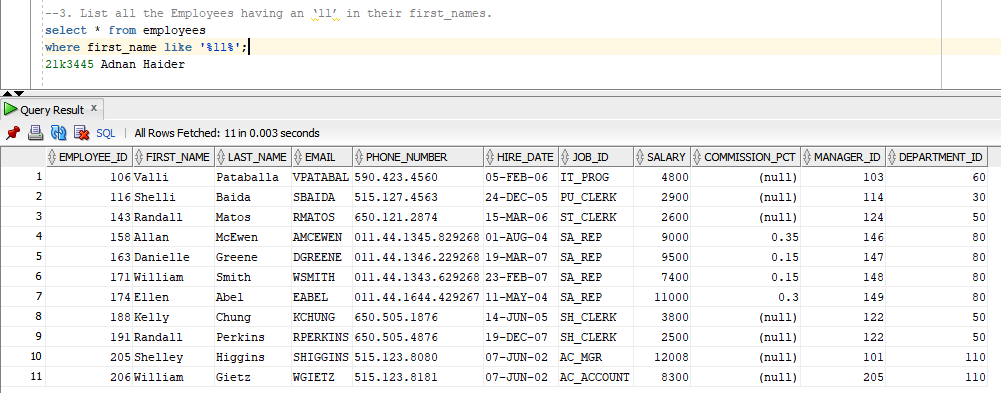 --3. List all the Employees having an ‘ll’ in their first_names.
select * from employees
where first_name like '%ll%';
21k3445 Adnan Haider
Query Result x
SQL | All Rows Fetched: 11 in 0.003 seconds
EMPLOYEE_ID FIRST_NAME LAST_NAME EMAIL PHONE_NUMBER HIRE_DATE JOB_ID SALARY COMMISSION_PCT MANAGER_ID DEPARTMENT_ID
1 106 Valli Pataballa VPATABAL 590.423.4560 05-FEB-06 IT_PROG 4800 (null) 103 60
2 116 Shelli Baida SBAIDA 515.127.4563 24-DEC-05 PU_CLERK 2900 (null) 114 30
3 143 Randall Matos RMATOS 650.121.2874 15-MAR-06 ST_CLERK 2600 (null) 124 50
4 158 Allan McEwen AMCEWEN 011.44.1345.829268 01-AUG-04 SA_REP 9000 0.35 146 80
5 163 Danielle Greene DGREENE 011.44.1346.229268 19-MAR-07 SA_REP 9500 0.15 147 80
6 171 William Smith WSMITH 011.44.1343.629268 23-FEB-07 SA_REP 7400 0.15 148 80
7 174 Ellen Abel EABEL 011.44.1644.429267 11-MAY-04 SA_REP 11000 0.3 149 80
8 188 Kelly Chung KCHUNG 650.505.1876 14-JUN-05 SH_CLERK 3800 (null) 122 50
9 191 Randall Perkins RPERKINS 650.505.4876 19-DEC-07 SH_CLERK 2500 (null) 122 50
10 205 Shelley Higgins SHIGGINS 515.123.8080 07-JUN-02 AC_MGR 12008 (null) 101 110
11 206 William Gietz WGIETZ 515.123.8181 07-JUN-02 AC_ACCOUNT 8300 (null) 205 110